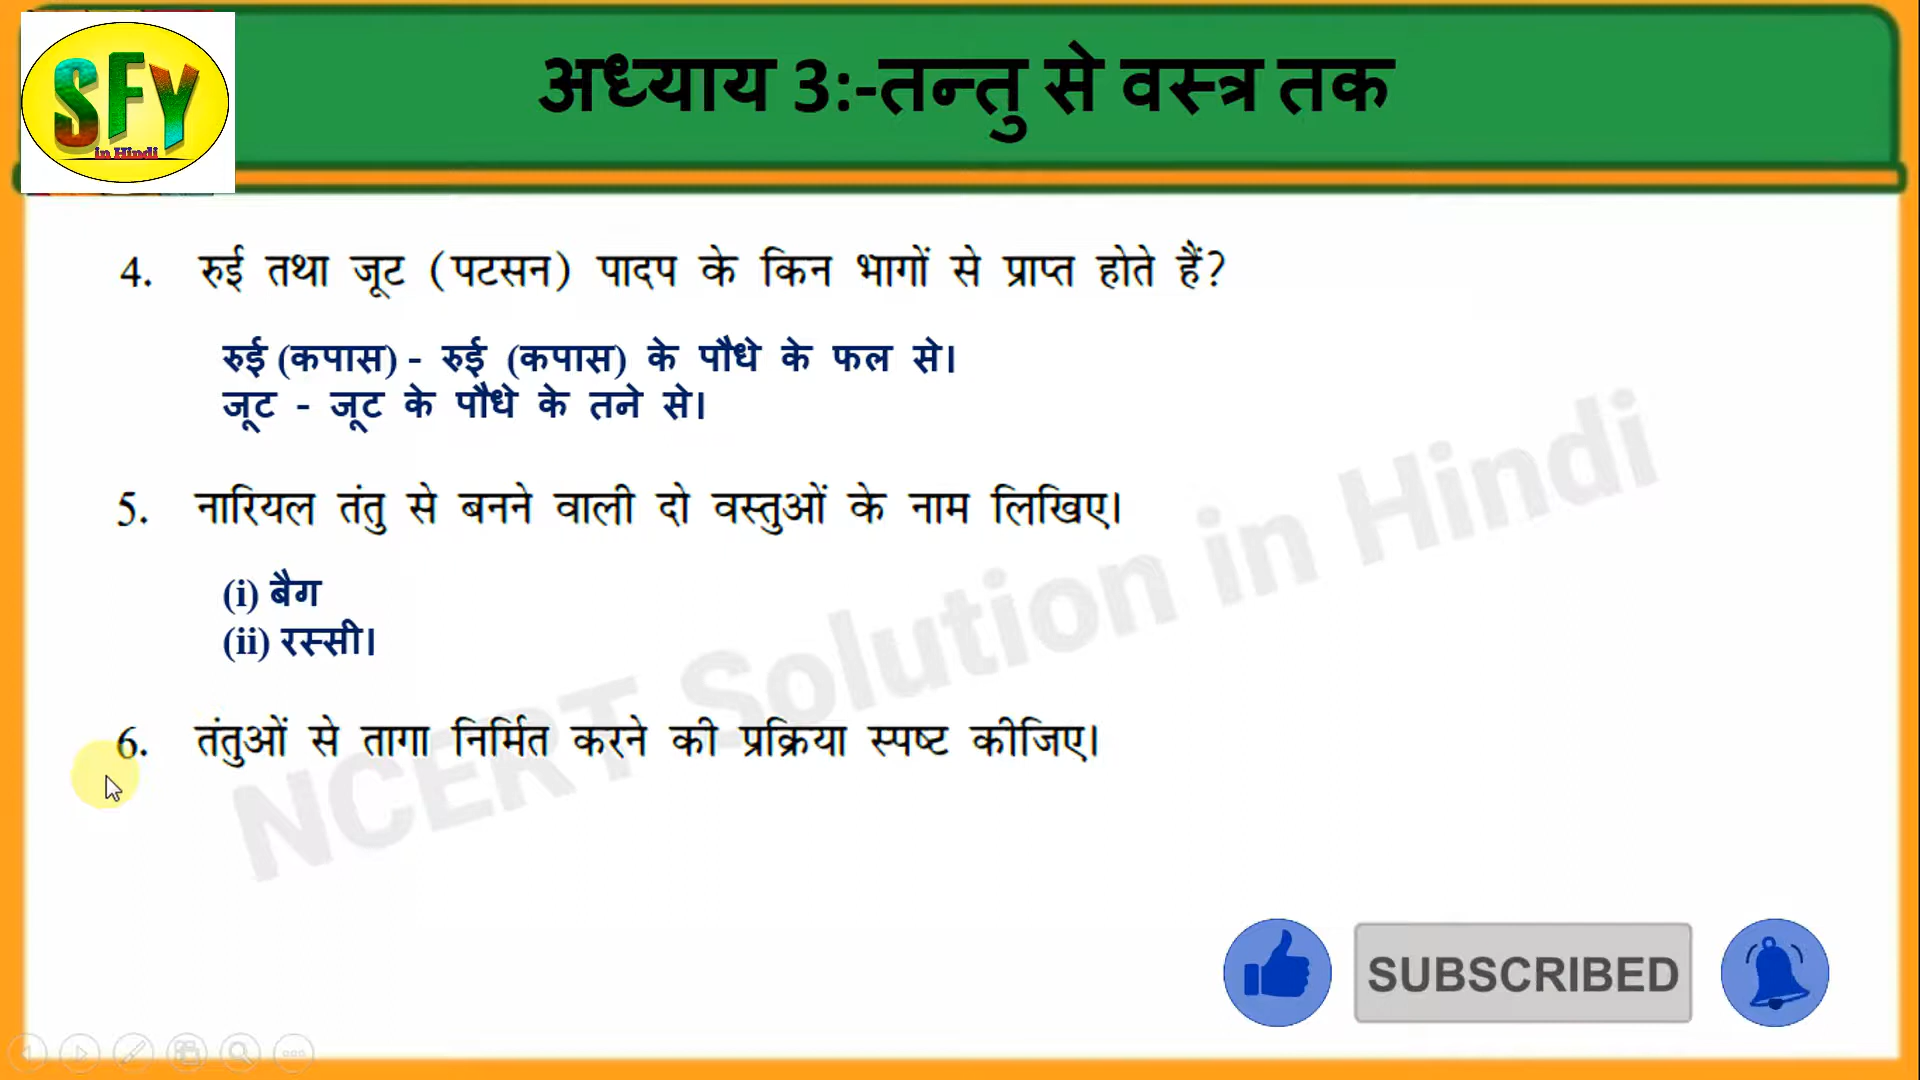 SFY
in Hindi
अध्याय 3:-तन्तु से वस्त्र तक
4. रुई तथा जूट (पटसन) पादप के किन भागों से प्राप्त होते हैं?
रुई (कपास) - रुई (कपास) के पौधे के फल से।
जूट - जूट के पौधे के तने से।
5. नारियल तंतु से बनने वाली दो वस्तुओं के नाम लिखिए।
(i) बैग
(ii) रस्सी।
6. तंतुओं से तागा निर्मित करने की प्रक्रिया स्पष्ट कीजिए।
NCERT Solution in Hindi
SUBSCRIBED